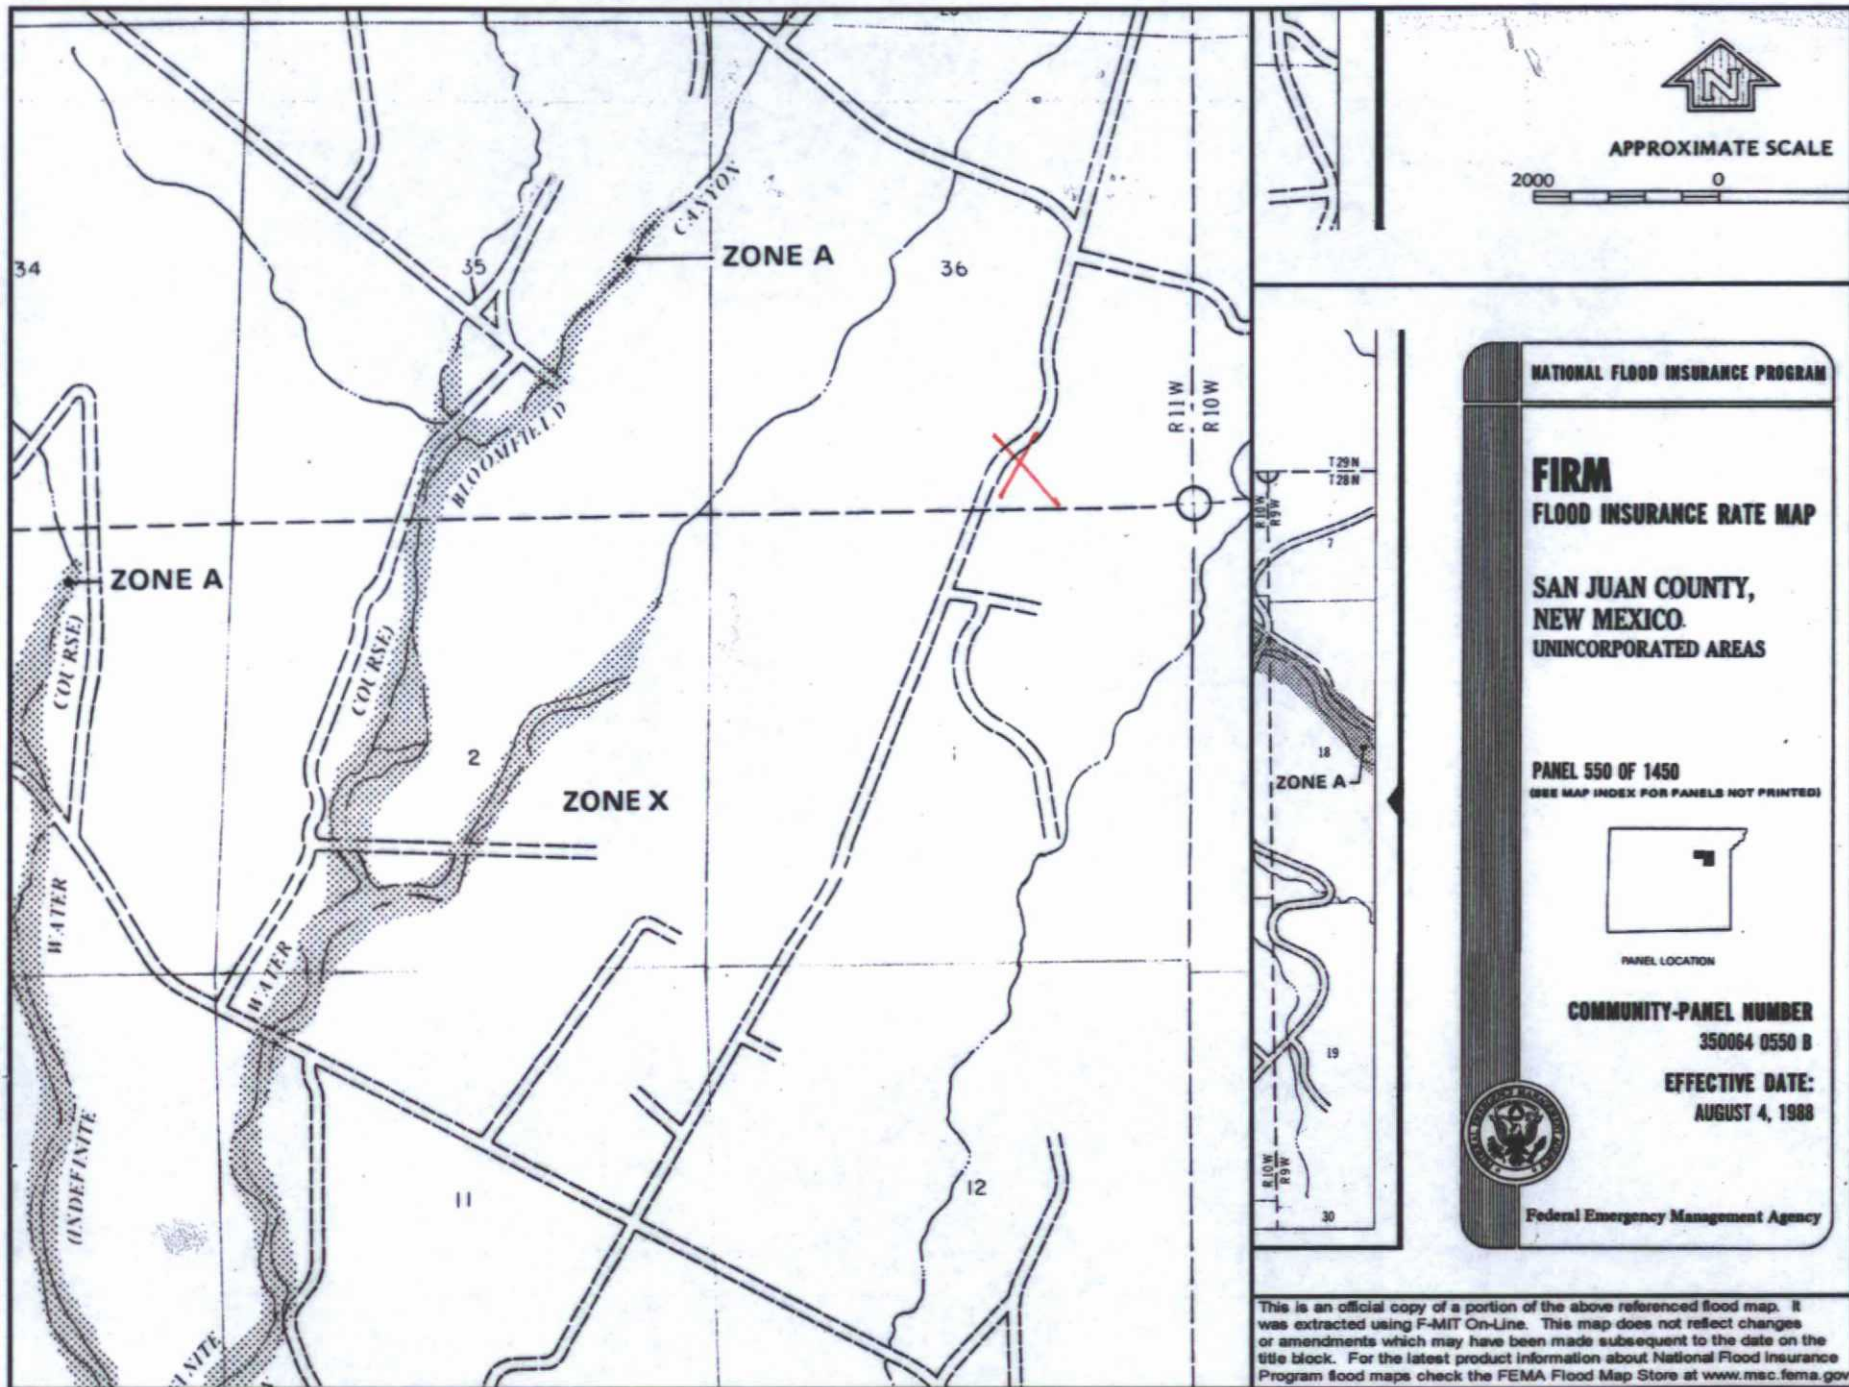 34
35
CANYON
ZONE A
36
BLOOMFIELD
R11W
R10W
ZONE A
COURSE)
COURSE)
2
ZONE X
WATER
WATER
(INDEFINITE
11
12
N
APPROXIMATE SCALE
2000 0
T29N
T28N
R10W
R9W
7
18
ZONE A
19
R10W
R9W
30
NATIONAL FLOOD INSURANCE PROGRAM
FIRM
FLOOD INSURANCE RATE MAP
SAN JUAN COUNTY,
NEW MEXICO
UNINCORPORATED AREAS
PANEL 550 OF 1450
(SEE MAP INDEX FOR PANELS NOT PRINTED)
PANEL LOCATION
COMMUNITY-PANEL NUMBER
350064 0550 B
EFFECTIVE DATE:
AUGUST 4, 1988
Federal Emergency Management Agency
This is an official copy of a portion of the above referenced flood map. It
was extracted using F-MIT On-Line. This map does not reflect changes
or amendments which may have been made subsequent to the date on the
title block. For the latest product information about National Flood Insurance
Program flood maps check the FEMA Flood Map Store at www.msc.fema.gov